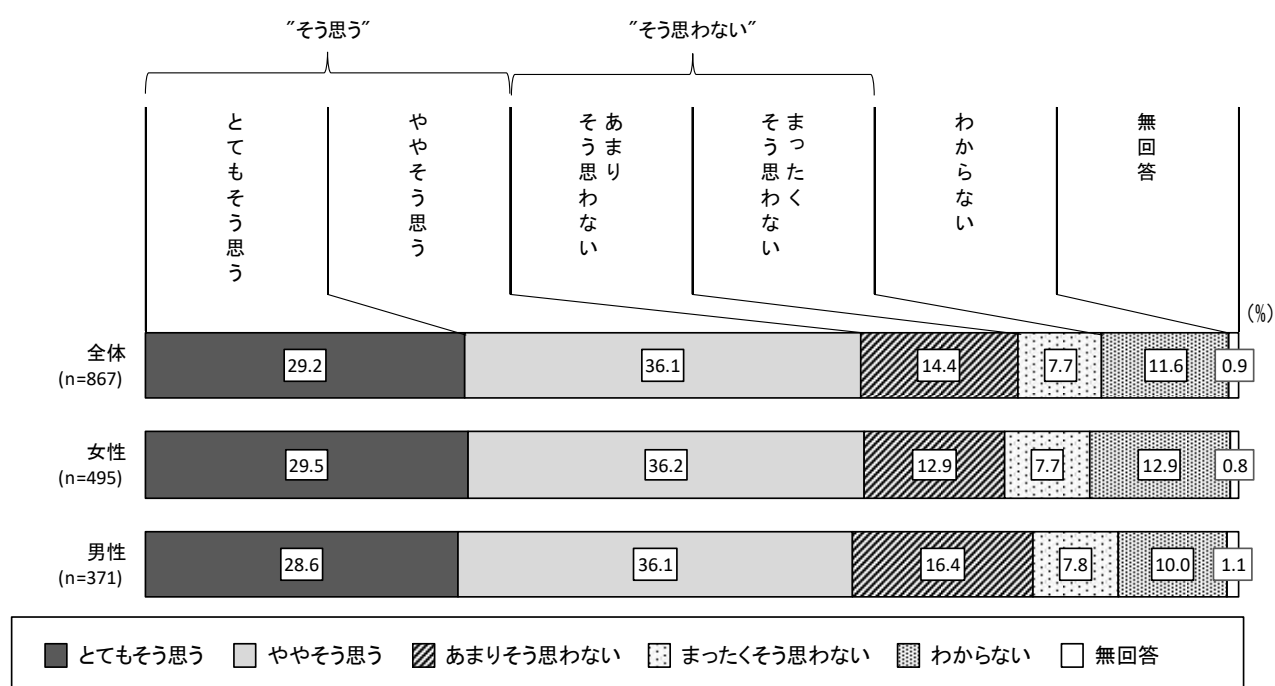 "そう思う"
"そう思わない"
とてもそう思う
ややそう思う
あまり
そう思わない
まったく
そう思わない
わからない
無回答
(%)
全体
(n=867)
29.2
36.1
14.4
7.7
11.6
0.9
女性
(n=495)
29.5
36.2
12.9
7.7
12.9
0.8
男性
(n=371)
28.6
36.1
16.4
7.8
10.0
1.1
とてもそう思う
ややそう思う
あまりそう思わない
まったくそう思わない
わからない
無回答